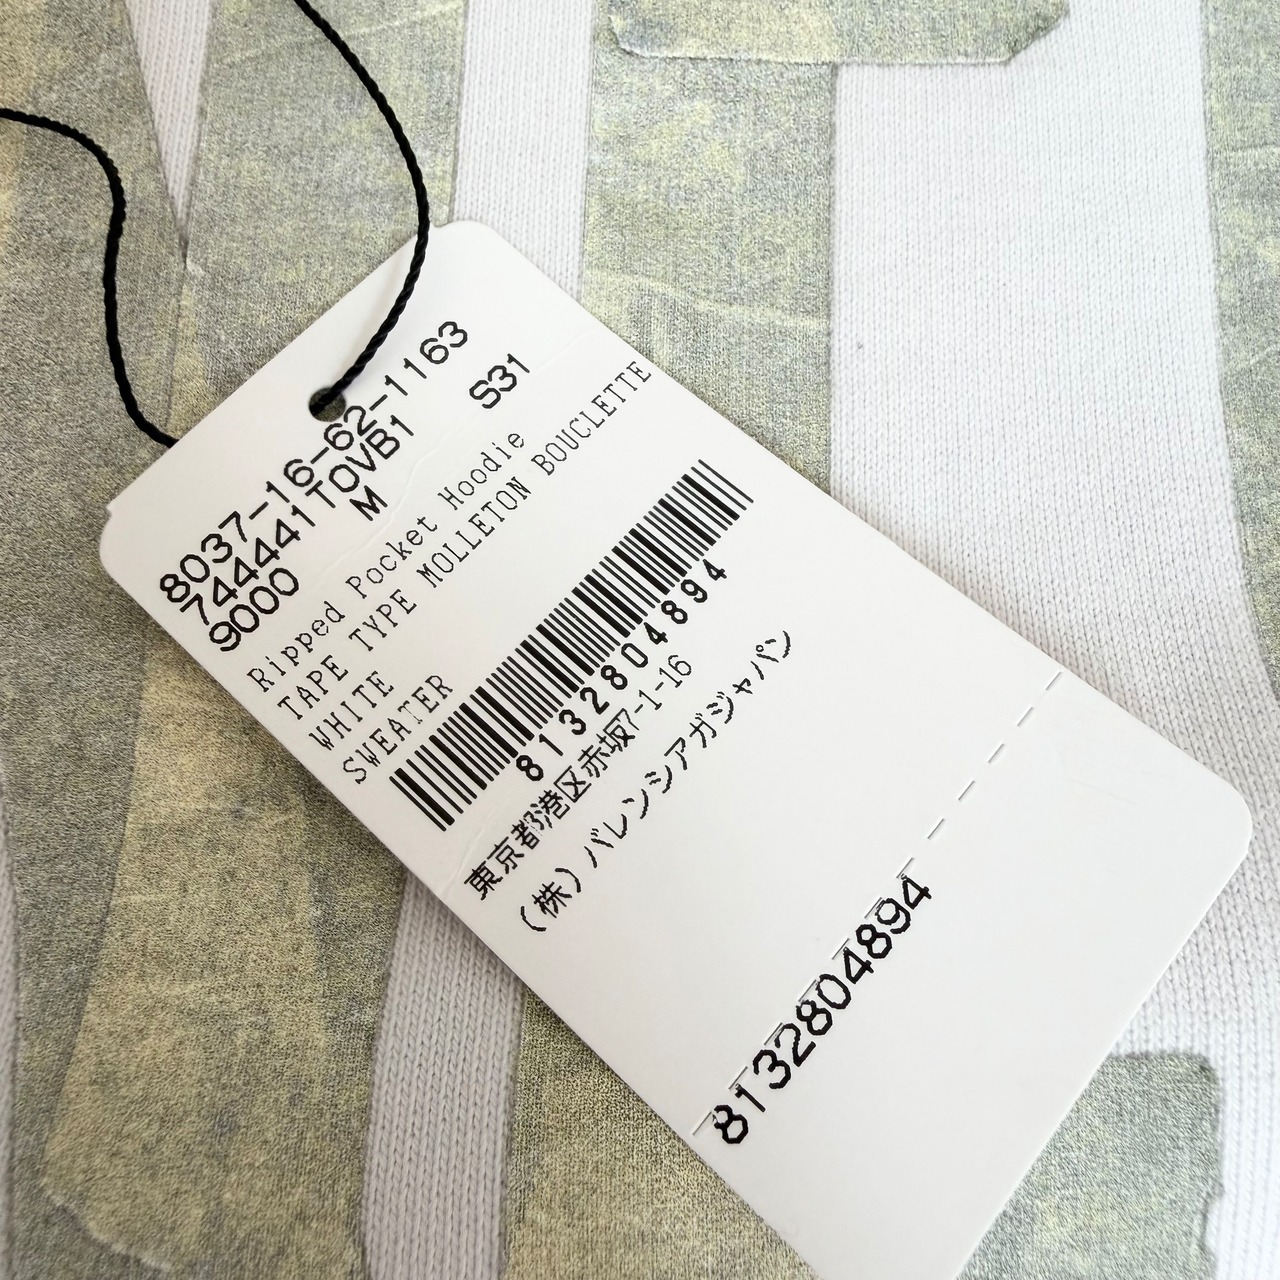 8037-16-62-1163
744441TOVB1 S31
9000 M
Ripped Pocket Hoodie
TAPE TYPE MOLLETON BOUCLETTE
WHITE
SWEATER
8132804894
東京都港区赤坂7-1-16
(株)バレンシアガジャパン
8132804894